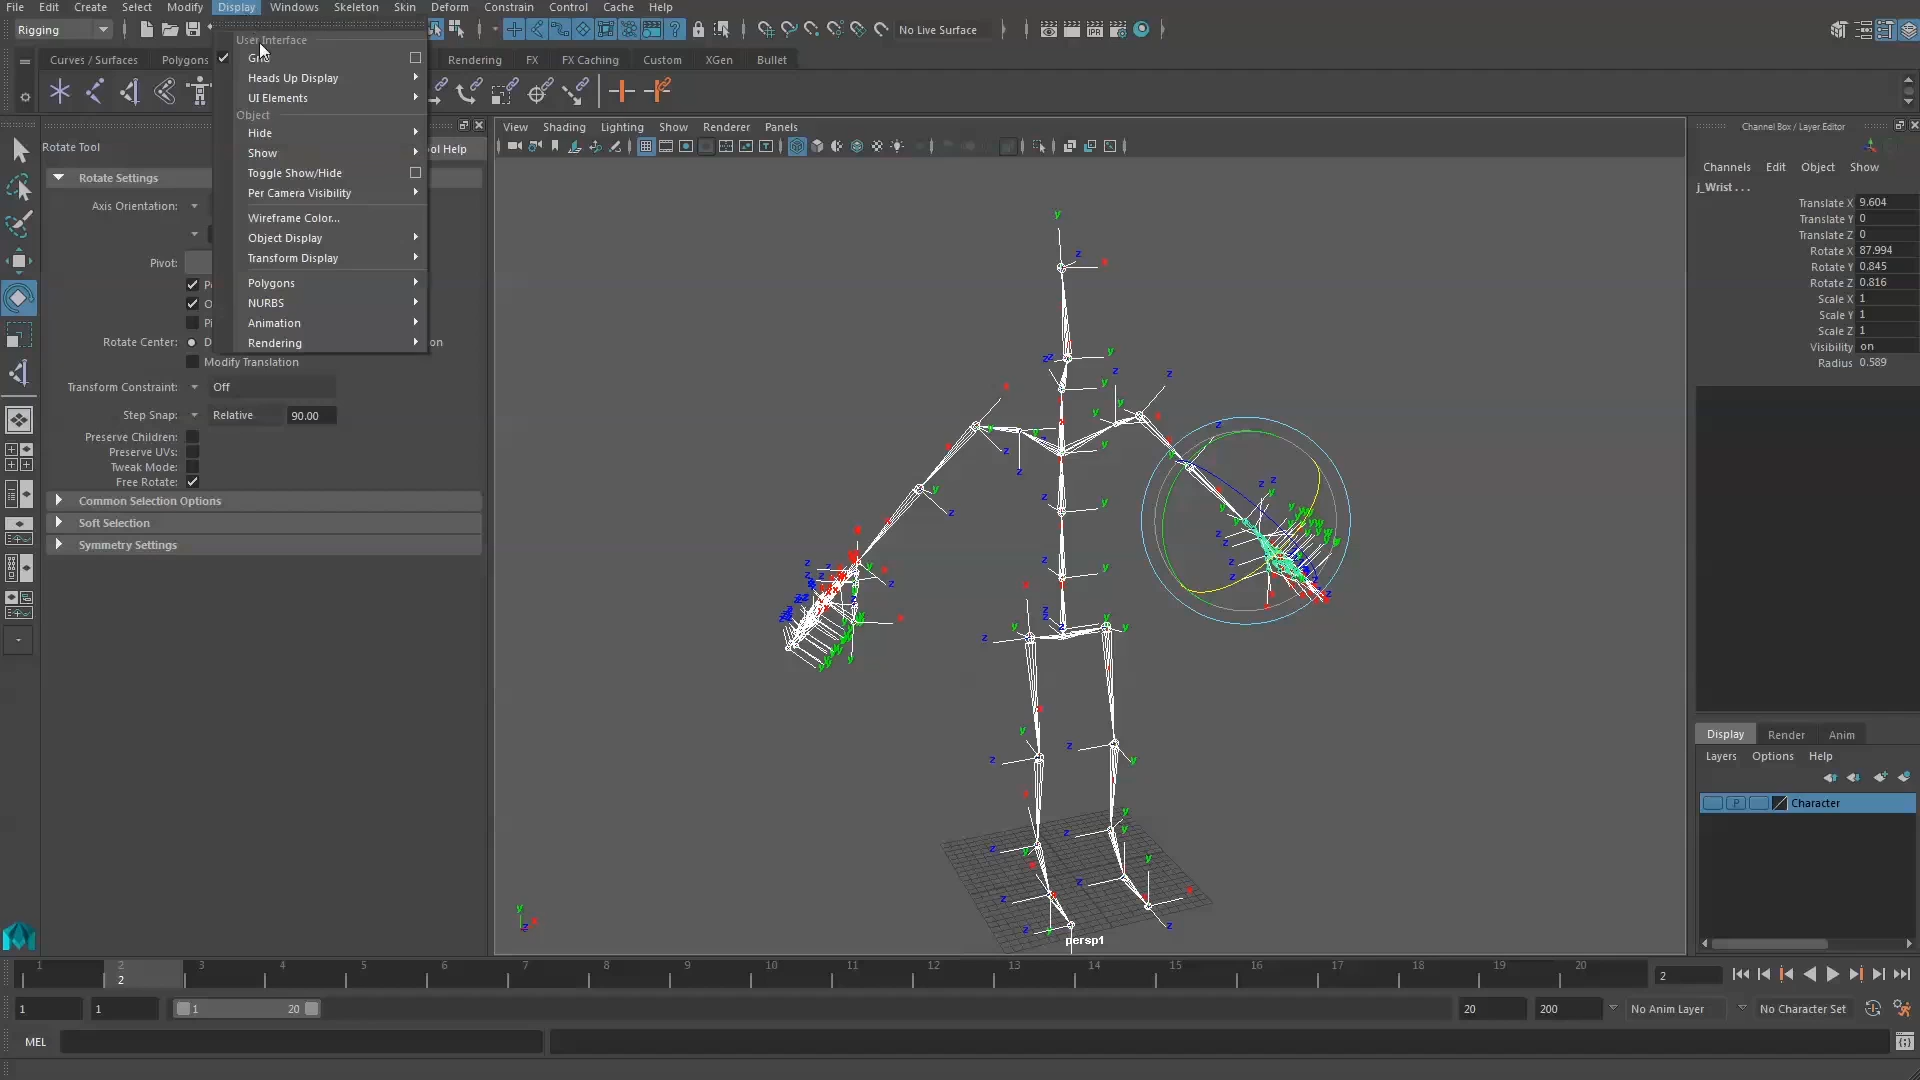 File Edit Create Select Modify Display Windows Skeleton Skin Deform Constrain Control Cache Help
Rigging
No Live Surface
IPR
Curves / Surfaces Polygons Rendering FX FX Caching Custom XGen Bullet
User Interface
Heads Up Display
UI Elements
Object
Hide
Show
Toggle Show/Hide
Per Camera Visibility
Wireframe Color...
Object Display
Transform Display
Polygons
NURBS
Animation
Rendering
Rotate Tool
Tool Help
Rotate Settings
Axis Orientation:
Pivot:
Rotate Center:
Modify Translation
Transform Constraint: Off
Step Snap: Relative 90.00
Preserve Children:
Preserve UVs:
Tweak Mode:
Free Rotate:
Common Selection Options
Soft Selection
Symmetry Settings
View Shading Lighting Show Renderer Panels
persp1
Channel Box / Layer Editor
Channels Edit Object Show
j_Wrist . . .
Translate X 9.604
Translate Y 0
Translate Z 0
Rotate X 87.994
Rotate Y 0.845
Rotate Z 0.816
Scale X 1
Scale Y 1
Scale Z 1
Visibility on
Radius 0.589
Display Render Anim
Layers Options Help
P Character
1 2 3 4 5 6 7 8 9 10 11 12 13 14 15 16 17 18 19 20
2
2
1 1 1 20 20 200 No Anim Layer No Character Set
MEL